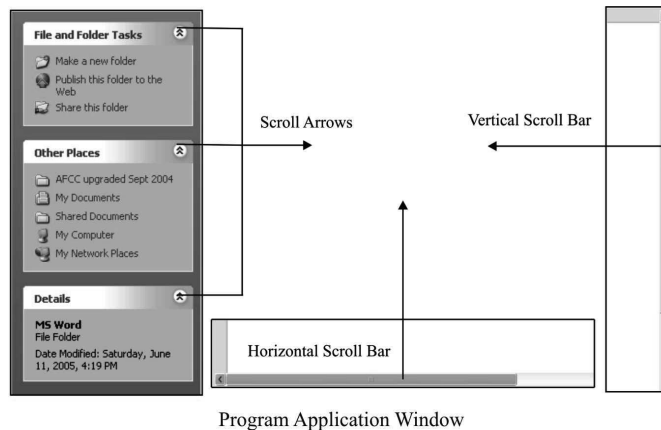 File and Folder Tasks
Make a new folder
Publish this folder to the
Web
Share this folder
Other Places
AFCC upgraded Sept 2004
My Documents
Shared Documents
My Computer
My Network Places
Details
MS Word
File Folder
Date Modified: Saturday, June
11, 2005, 4:19 PM
Scroll Arrows
Vertical Scroll Bar
Horizontal Scroll Bar
Program Application Window